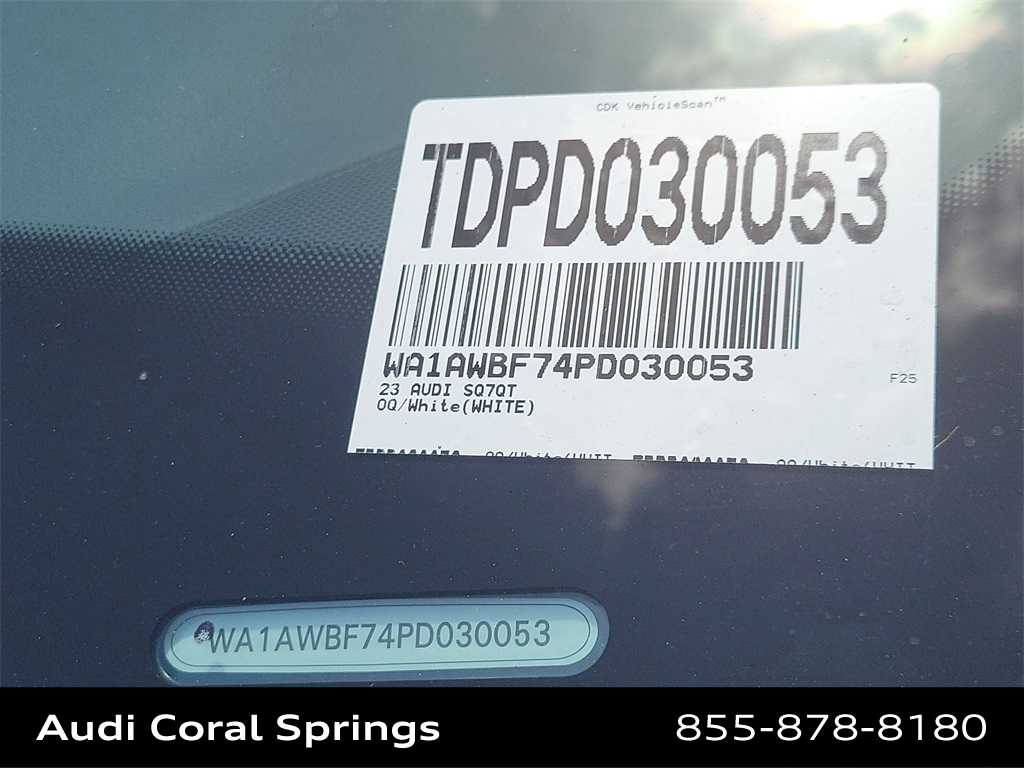 CDK VehicleScan™
TDPD030053
WA1AWBF74PD030053
23 AUDI SQ7QT
0Q/White(WHITE)
F25
WA1AWBF74PD030053
Audi Coral Springs
855-878-8180